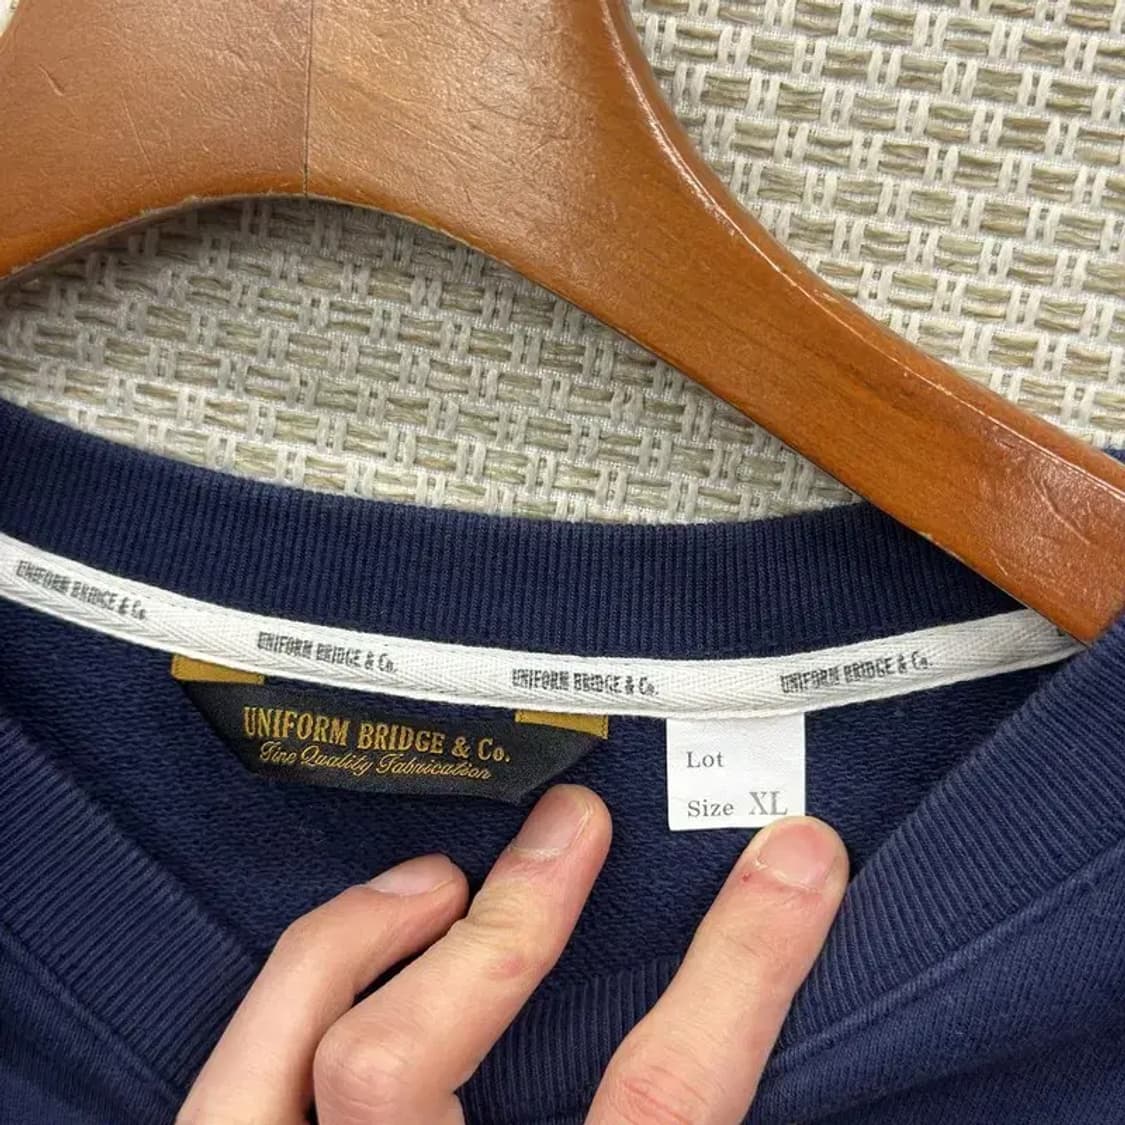 UNIFORM BRIDGE & Co.
UNIFORM BRIDGE & Co.
UNIFORM BRIDGE & Co.
UNIFORM BRIDGE & Co.
UNIFORM BRIDGE & Co.
Fine Quality Fabrication
Lot
Size XL